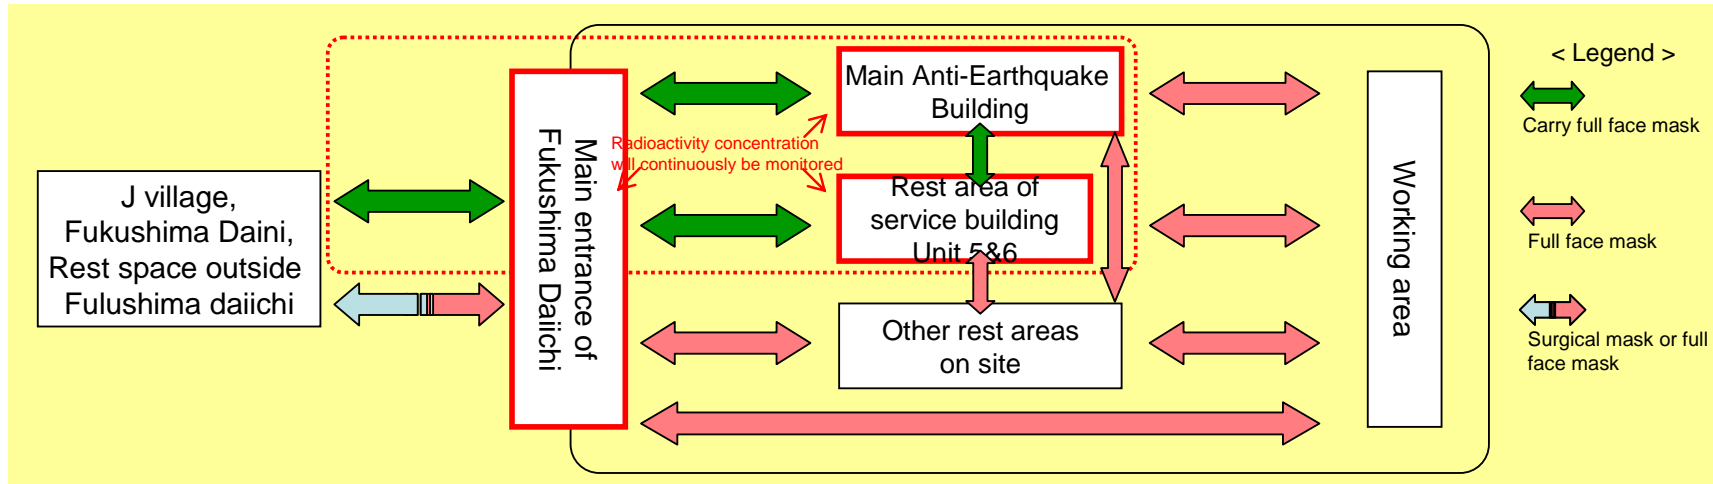 J village,
Fukushima Daini,
Rest space outside
Fulushima daiichi
Main entrance of
Fukushima Daiichi
Radioactivity concentration
will continuously be monitored
Main Anti-Earthquake
Building
Rest area of
service building
Unit 5&6
Other rest areas
on site
Working area
< Legend >
Carry full face mask
Full face mask
Surgical mask or full
face mask